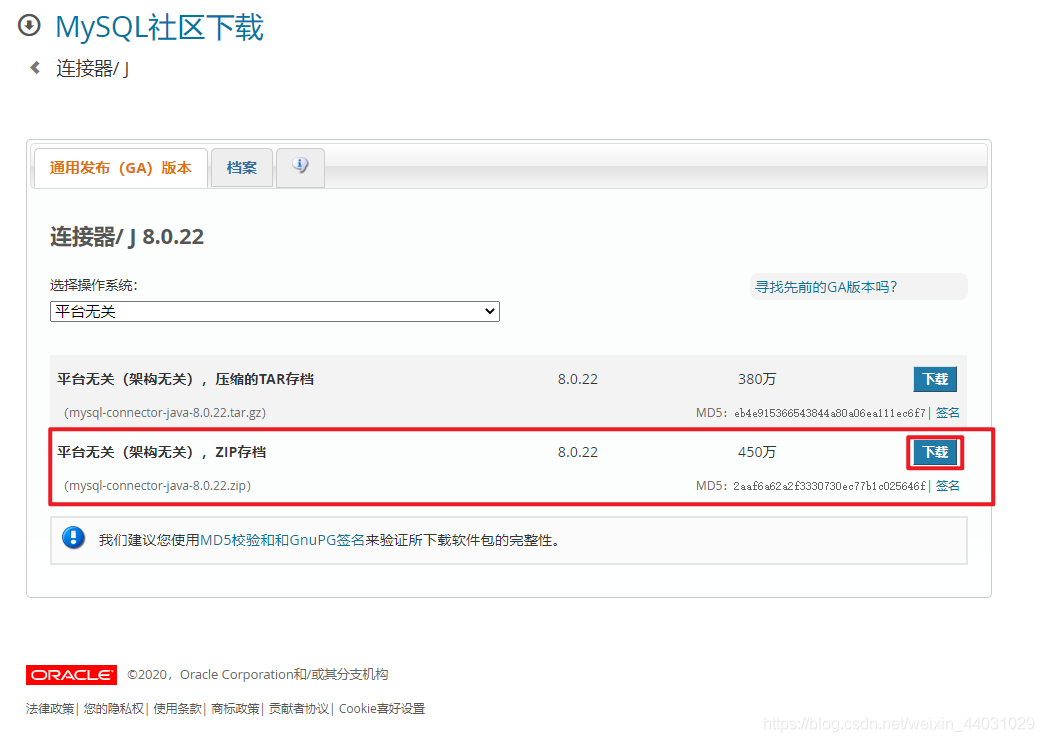 MySQL社区下载
连接器/ J
通用发布（GA）版本
档案
连接器/ J 8.0.22
选择操作系统：
寻找先前的GA版本吗？
平台无关
平台无关（架构无关），压缩的TAR存档 8.0.22 380万 下载
(mysql-connector-java-8.0.22.tar.gz) MD5： eb4e915366543844a80a06ea111ec6f7 | 签名
平台无关（架构无关），ZIP存档 8.0.22 450万 下载
(mysql-connector-java-8.0.22.zip) MD5： 2aaf6a62a2f3330730ec77b1c025646f | 签名
我们建议您使用MD5校验和和GnuPG签名来验证所下载软件包的完整性。
ORACLE ©2020，Oracle Corporation和/或其分支机构
法律政策| 您的隐私权| 使用条款| 商标政策| 贡献者协议| Cookie喜好设置
https://blog.csdn.net/weixin_44031029